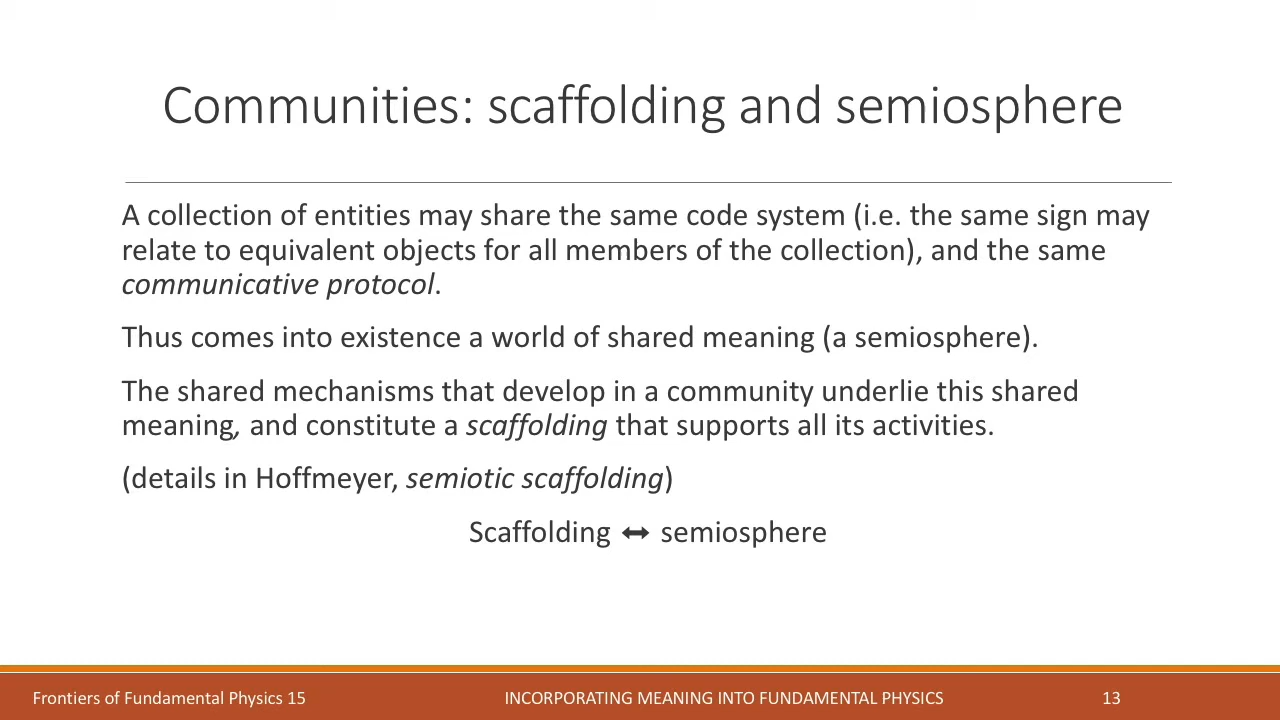 Communities: scaffolding and semiosphere
A collection of entities may share the same code system (i.e. the same sign may
relate to equivalent objects for all members of the collection), and the same
communicative protocol.
Thus comes into existence a world of shared meaning (a semiosphere).
The shared mechanisms that develop in a community underlie this shared
meaning, and constitute a scaffolding that supports all its activities.
(details in Hoffmeyer, semiotic scaffolding)
Scaffolding ↔ semiosphere
Frontiers of Fundamental Physics 15 INCORPORATING MEANING INTO FUNDAMENTAL PHYSICS 13